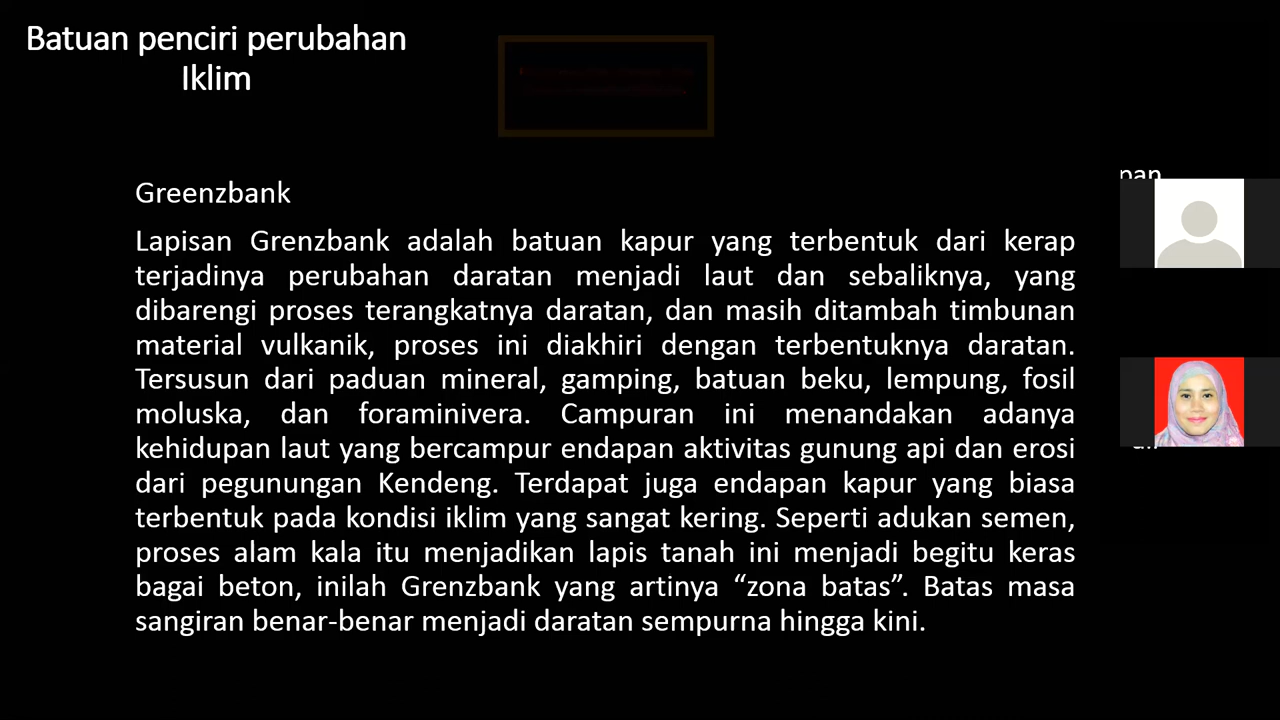 Batuan penciri perubahan
Iklim
Greenzbank
Lapisan Grenzbank adalah batuan kapur yang terbentuk dari kerap
terjadinya perubahan daratan menjadi laut dan sebaliknya, yang
dibarengi proses terangkatnya daratan, dan masih ditambah timbunan
material vulkanik, proses ini diakhiri dengan terbentuknya daratan.
Tersusun dari paduan mineral, gamping, batuan beku, lempung, fosil
moluska, dan foraminivera. Campuran ini menandakan adanya
kehidupan laut yang bercampur endapan aktivitas gunung api dan erosi
dari pegunungan Kendeng. Terdapat juga endapan kapur yang biasa
terbentuk pada kondisi iklim yang sangat kering. Seperti adukan semen,
proses alam kala itu menjadikan lapis tanah ini menjadi begitu keras
bagai beton, inilah Grenzbank yang artinya “zona batas”. Batas masa
sangiran benar-benar menjadi daratan sempurna hingga kini.